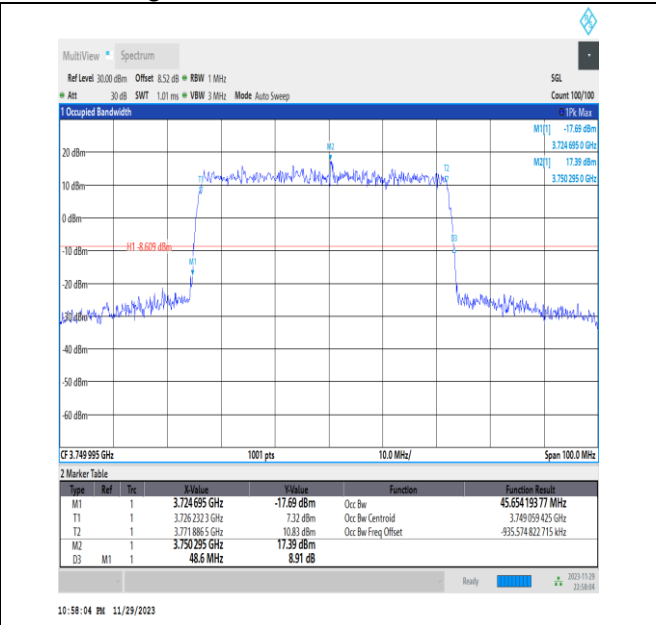 MultiView Spectrum
Ref Level 30.00 dBm Offset 8.52 dB RBW 1 MHz SGL
Att 30 dB SWT 1.01 ms VBW 3 MHz Mode Auto Sweep Count 100/100
1 Occupied Bandwidth 1Pk Max
M1[1] -17.69 dBm
3.724 695 0 GHz
M2[1] 17.39 dBm
3.750 295 0 GHz
M2
20 dBm
T1
T2
10 dBm
0 dBm
D3
H1 -8.609 dBm
-10 dBm
M1
-20 dBm
-30 dBm
-40 dBm
-50 dBm
-60 dBm
CF 3.749 995 GHz 1001 pts 10.0 MHz/ Span 100.0 MHz
2 Marker Table
Type Ref Trc X-Value Y-Value Function Function Result
M1 1 3.724 695 GHz -17.69 dBm Occ Bw 45.654 193 77 MHz
T1 1 3.726 232 3 GHz 7.32 dBm Occ Bw Centroid 3.749 059 425 GHz
T2 1 3.771 886 5 GHz 10.83 dBm Occ Bw Freq Offset -935.574 822 715 kHz
M2 1 3.750 295 GHz 17.39 dBm
D3 M1 1 48.6 MHz 8.91 dB
Ready 2023-11-29
22:58:04
10:58:04 PM 11/29/2023